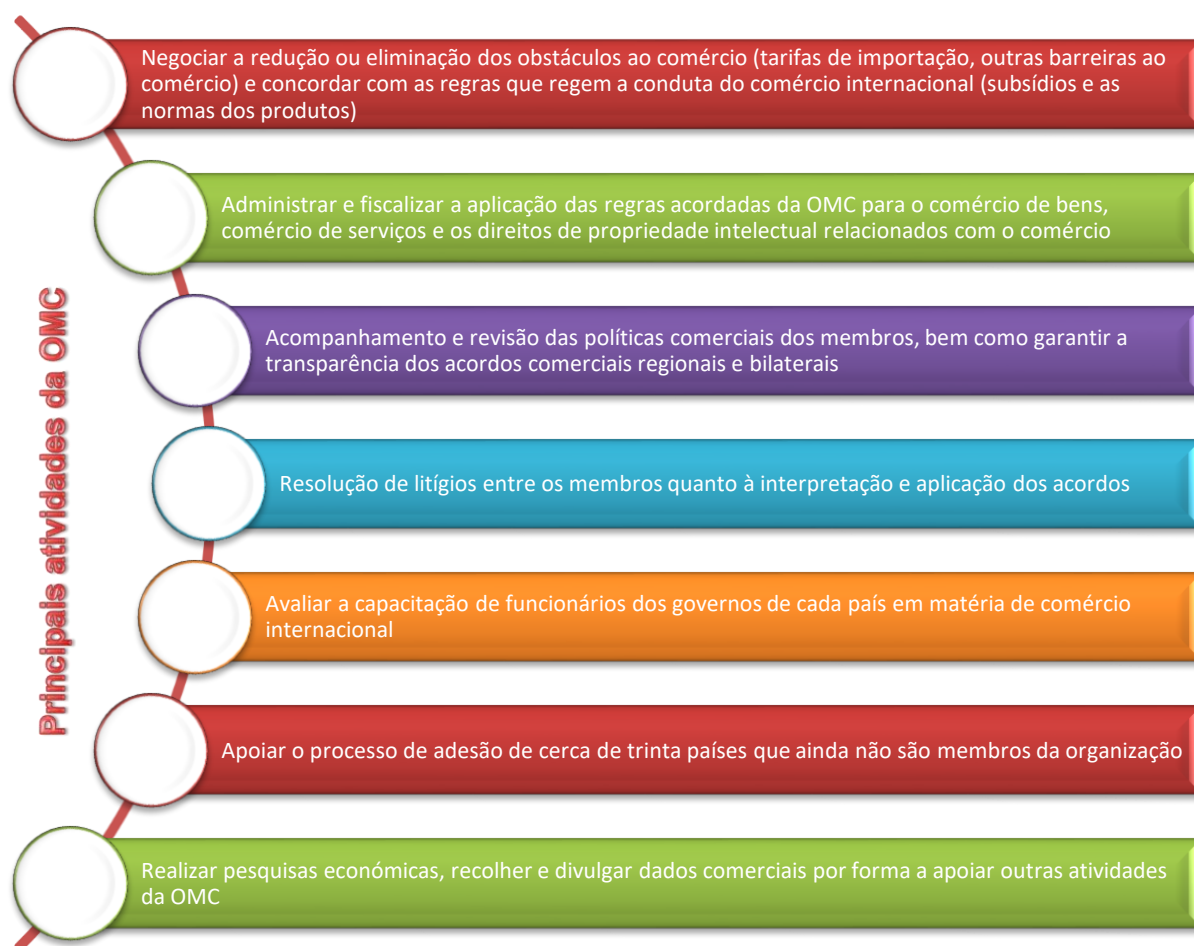 Principais atividades da OMC
Negociar a redução ou eliminação dos obstáculos ao comércio (tarifas de importação, outras barreiras ao
comércio) e concordar com as regras que regem a conduta do comércio internacional (subsídios e as
normas dos produtos)
Administrar e fiscalizar a aplicação das regras acordadas da OMC para o comércio de bens,
comércio de serviços e os direitos de propriedade intelectual relacionados com o comércio
Acompanhamento e revisão das políticas comerciais dos membros, bem como garantir a
transparência dos acordos comerciais regionais e bilaterais
Resolução de litígios entre os membros quanto à interpretação e aplicação dos acordos
Avaliar a capacitação de funcionários dos governos de cada país em matéria de comércio
internacional
Apoiar o processo de adesão de cerca de trinta países que ainda não são membros da organização
Realizar pesquisas económicas, recolher e divulgar dados comerciais por forma a apoiar outras atividades
da OMC